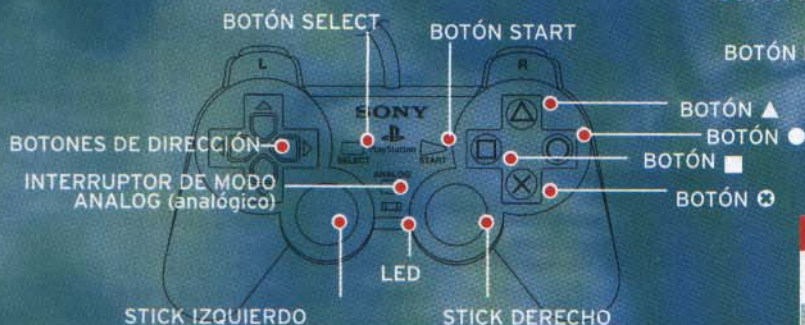 BOTÓN SELECT
BOTÓN START
BOTÓN
L
R
SONY
PlayStation
SELECT
START
ANALOG
BOTÓN ▲
BOTÓN ●
BOTÓN ■
BOTÓN ✖
BOTONES DE DIRECCIÓN
INTERRUPTOR DE MODO
ANALOG (analógico)
LED
STICK IZQUIERDO
STICK DERECHO